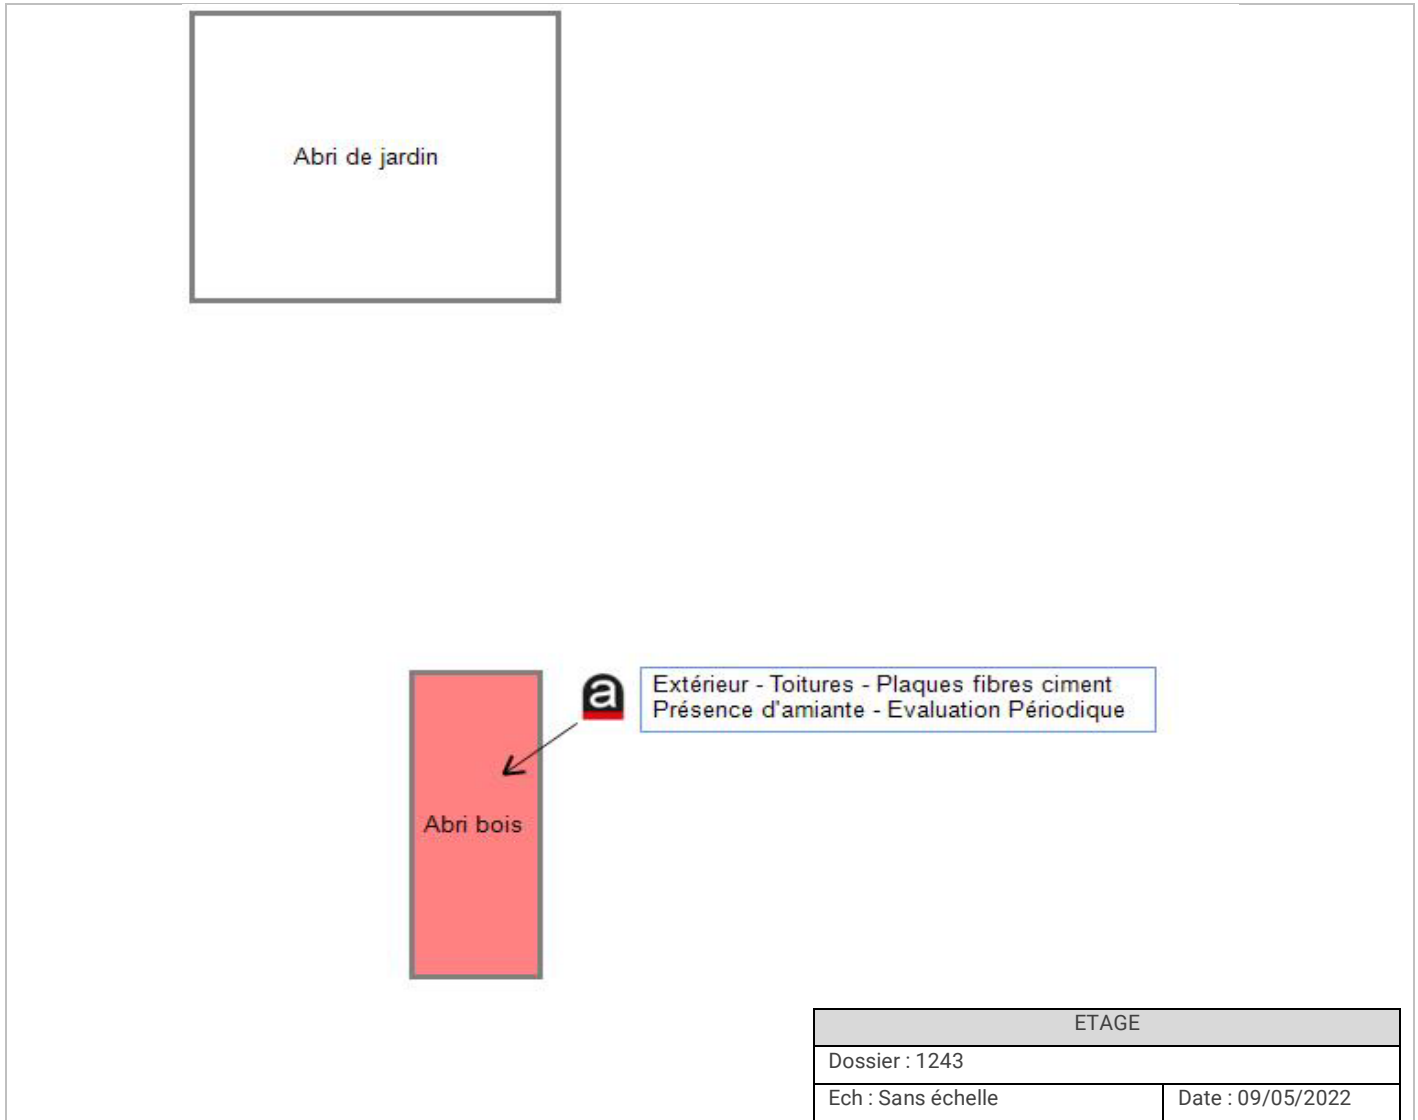 Abri de jardin
a
Extérieur - Toitures - Plaques fibres ciment
Présence d'amiante - Evaluation Périodique
Abri bois
ETAGE
Dossier : 1243
Ech : Sans échelle
Date : 09/05/2022